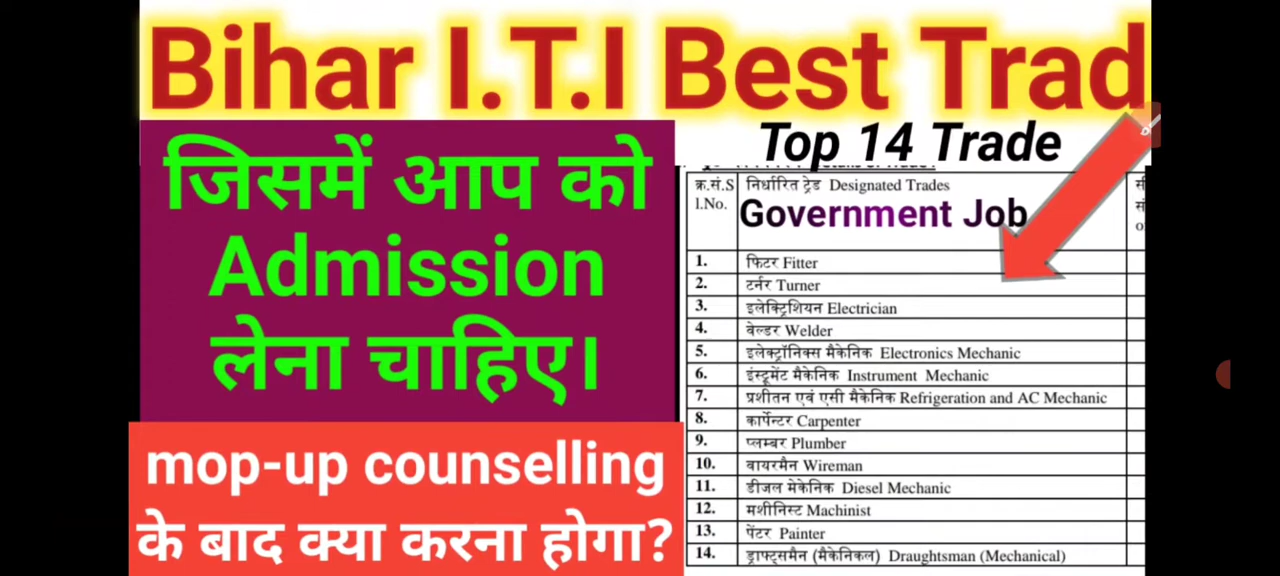 Bihar I.T.I Best Trad
जिसमें आप को
Admission
लेना चाहिए।
mop-up counselling
के बाद क्या करना होगा?
Top 14 Trade
क्र.सं.S निर्धारित ट्रेड Designated Trades
l.No.
Government Job
1. फिटर Fitter
2. टर्नर Turner
3. इलेक्ट्रिशियन Electrician
4. वेल्डर Welder
5. इलेक्ट्रॉनिक्स मैकेनिक Electronics Mechanic
6. इंस्ट्रूमेंट मैकेनिक Instrument Mechanic
7. प्रशीतन एवं एसी मैकेनिक Refrigeration and AC Mechanic
8. कार्पेन्टर Carpenter
9. प्लम्बर Plumber
10. वायरमैन Wireman
11. डीजल मेकेनिक Diesel Mechanic
12. मशीनिस्ट Machinist
13. पेंटर Painter
14. ड्राफ्ट्समैन (मैकेनिकल) Draughtsman (Mechanical)